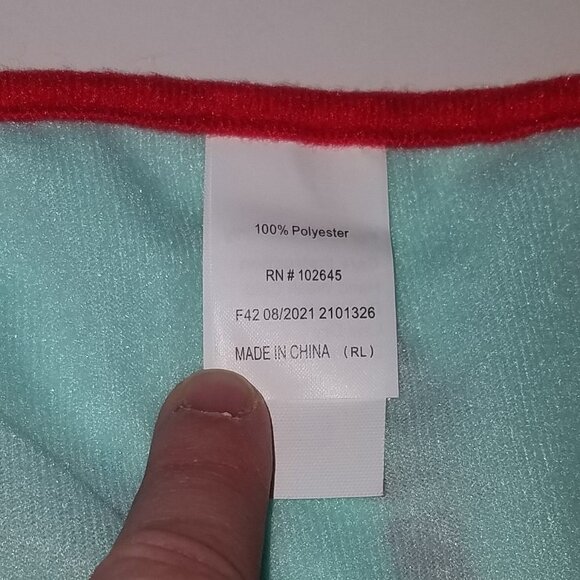 100% Polyester
RN # 102645
F42 08/2021 2101326
MADE IN CHINA (RL)